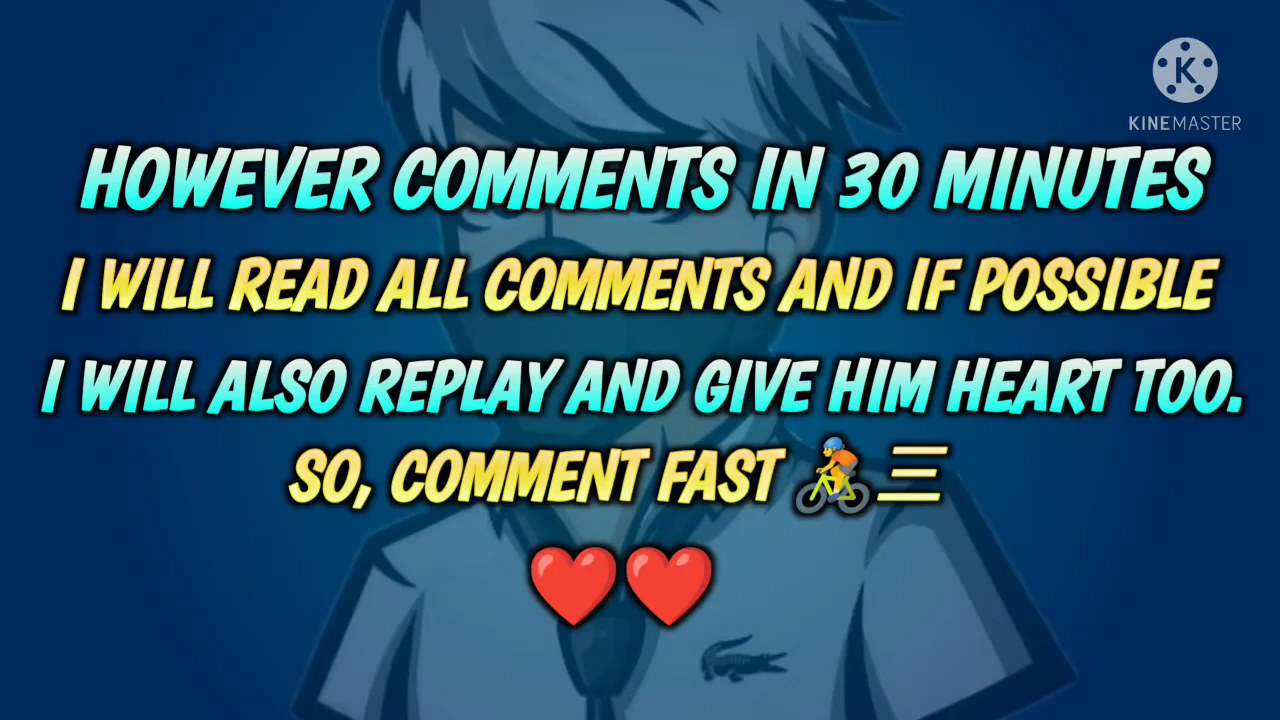 K
KINEMASTER
HOWEVER COMMENTS IN 30 MINUTES
I WILL READ ALL COMMENTS AND IF POSSIBLE
I WILL ALSO REPLAY AND GIVE HIM HEART TOO.
SO, COMMENT FAST 🚴三
❤️❤️